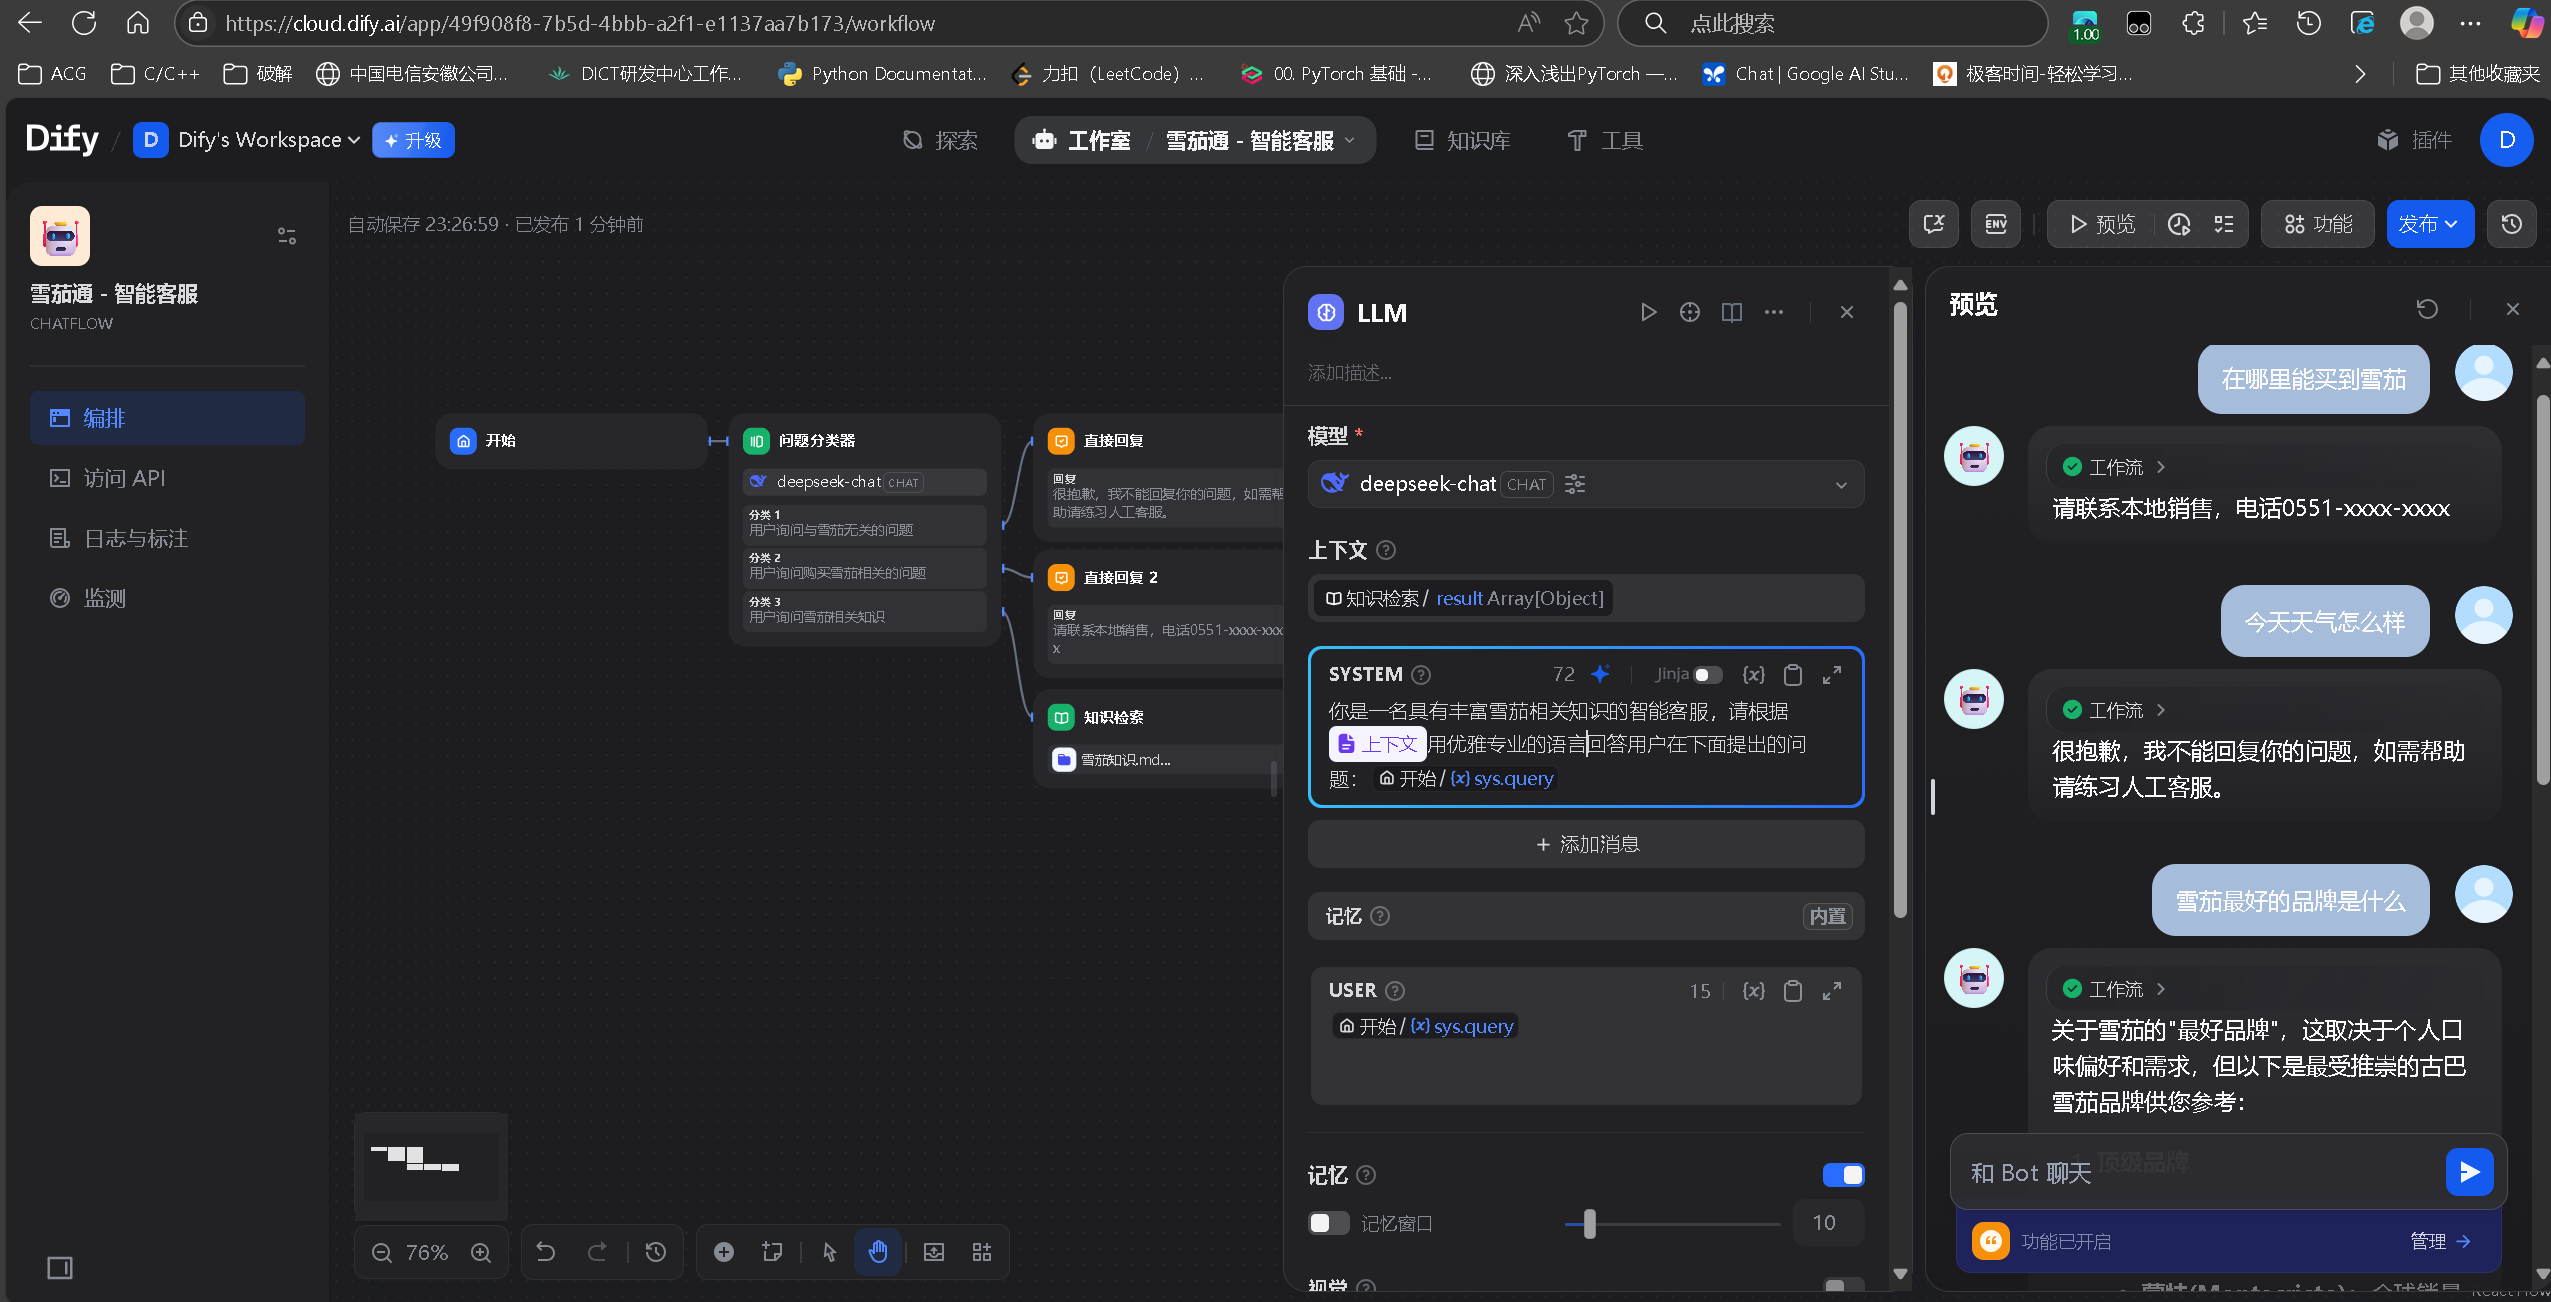 https://cloud.dify.ai/app/49f908f8-7b5d-4bbb-a2f1-e1137aa7b173/workflow
点此搜索
1.00
ACG
C/C++
破解
中国电信安徽公司...
DICT研发中心工作...
Python Documentat...
力扣（LeetCode）...
00. PyTorch 基础 -...
深入浅出PyTorch —...
Chat | Google AI Stu...
极客时间-轻松学习...
其他收藏夹
Dify / D Dify's Workspace 升级
探索
工作室 / 雪茄通 - 智能客服
知识库
工具
插件
D
雪茄通 - 智能客服
CHATFLOW
编排
访问 API
日志与标注
监测
自动保存 23:26:59 · 已发布 1 分钟前
ENV
预览
功能
发布
开始
问题分类器
deepseek-chat CHAT
分类 1
用户询问与雪茄无关的问题
分类 2
用户询问购买雪茄相关的问题
分类 3
用户询问雪茄相关知识
直接回复
回复
很抱歉，我不能回复你的问题，如需帮
助请练习人工客服。
直接回复 2
回复
请联系本地销售，电话0551-xxxx-xxx
x
知识检索
雪茄知识.md...
76%
LLM
添加描述...
模型 *
deepseek-chat CHAT
上下文
知识检索 / result Array[Object]
SYSTEM 72 Jinja {x}
你是一名具有丰富雪茄相关知识的智能客服，请根据
上下文 用优雅专业的语言回答用户在下面提出的问
题： 开始 / {x} sys.query
+ 添加消息
记忆 内置
USER 15 {x}
开始 / {x} sys.query
记忆
记忆窗口 10
视觉
预览
在哪里能买到雪茄
工作流
请联系本地销售，电话0551-xxxx-xxxx
今天天气怎么样
工作流
很抱歉，我不能回复你的问题，如需帮助
请练习人工客服。
雪茄最好的品牌是什么
工作流
关于雪茄的"最好品牌"，这取决于个人口
味偏好和需求，但以下是最受推崇的古巴
雪茄品牌供您参考：
顶级品牌
和 Bot 聊天
功能已开启
管理
React Flow